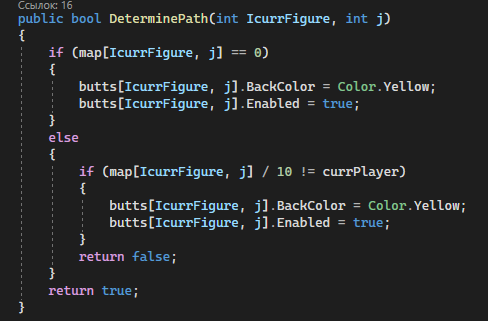 Ссылок: 16
public bool DeterminePath(int IcurrFigure, int j)
{
    if (map[IcurrFigure, j] == 0)
    {
        butts[IcurrFigure, j].BackColor = Color.Yellow;
        butts[IcurrFigure, j].Enabled = true;
    }
    else
    {
        if (map[IcurrFigure, j] / 10 != currPlayer)
        {
            butts[IcurrFigure, j].BackColor = Color.Yellow;
            butts[IcurrFigure, j].Enabled = true;
        }
        return false;
    }
    return true;
}